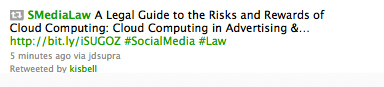 SMediaLaw A Legal Guide to the Risks and Rewards of
Cloud Computing: Cloud Computing in Advertising &...
http://bit.ly/iSUGOZ #SocialMedia #Law
5 minutes ago via jdsupra
Retweeted by kisbell